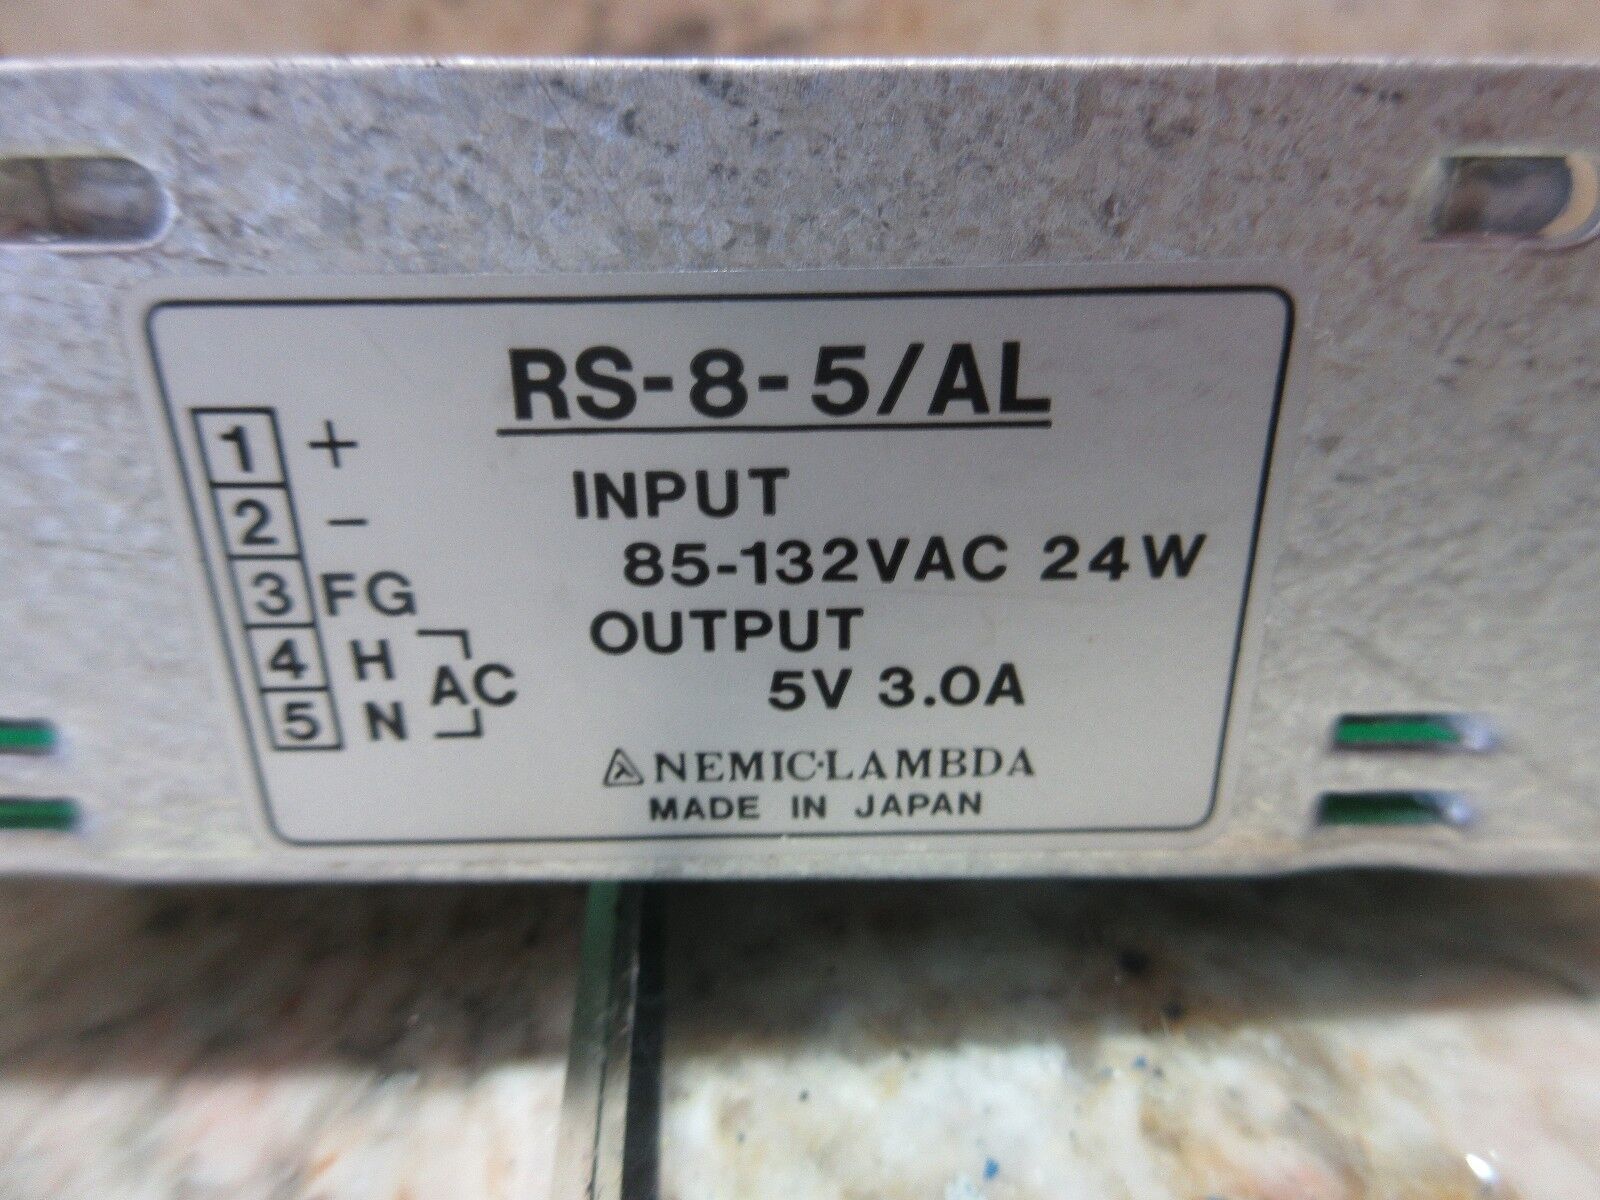 RS-8-5/AL
1 +
2 −
3 FG
4 H
5 N
AC
INPUT
85-132VAC 24W
OUTPUT
5V 3.0A
NEMIC·LAMBDA
MADE IN JAPAN